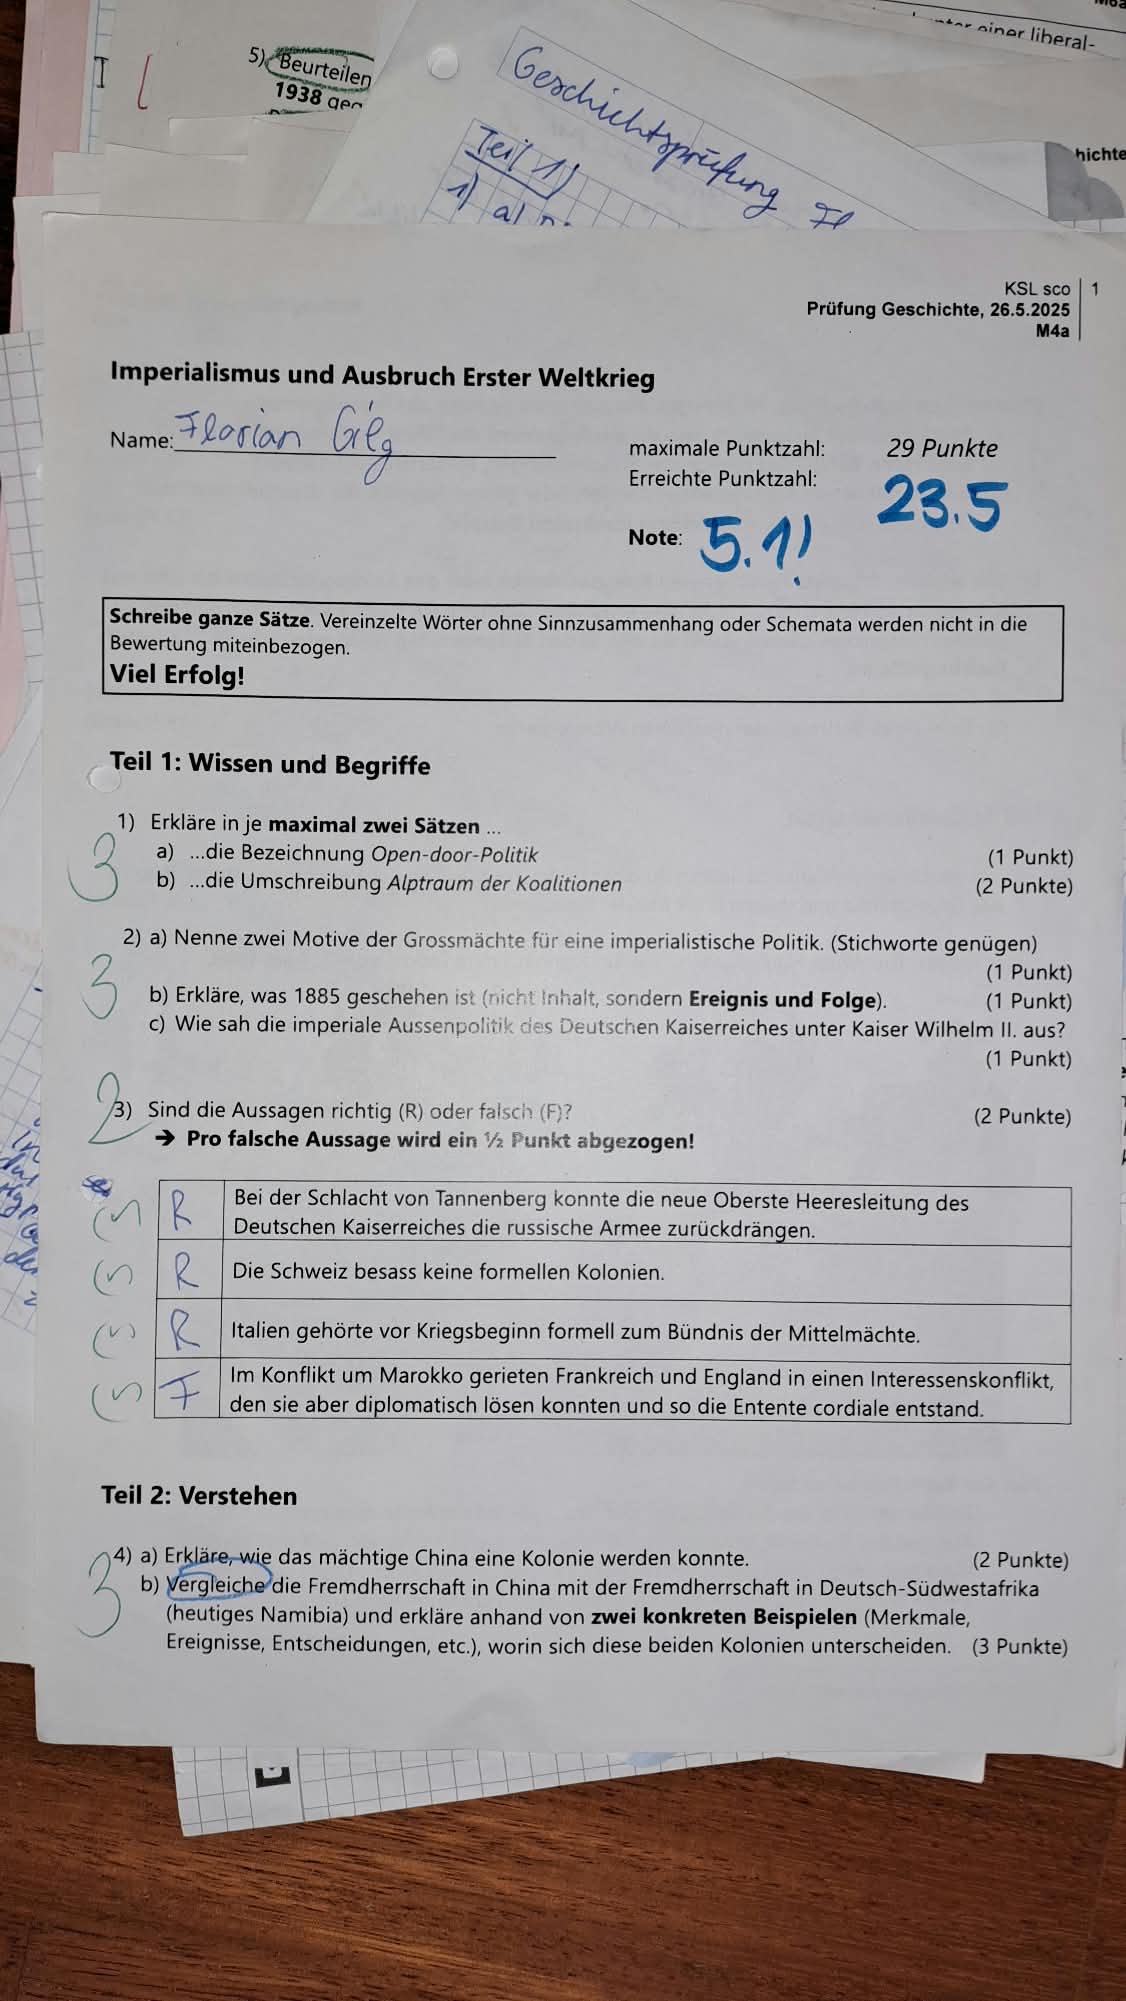 5) Beurteilen
1938
einer liberal-
Geschichtsprüfung
Teil 1)
1) a)
hichte
KSL sco | 1
Prüfung Geschichte, 26.5.2025
M4a
Imperialismus und Ausbruch Erster Weltkrieg
Name: Florian Gilg
maximale Punktzahl: 29 Punkte
Erreichte Punktzahl: 23.5
Note: 5.1!
Schreibe ganze Sätze. Vereinzelte Wörter ohne Sinnzusammenhang oder Schemata werden nicht in die
Bewertung miteinbezogen.
Viel Erfolg!
Teil 1: Wissen und Begriffe
1) Erkläre in je maximal zwei Sätzen ...
3
a) ...die Bezeichnung Open-door-Politik (1 Punkt)
b) ...die Umschreibung Alptraum der Koalitionen (2 Punkte)
2) a) Nenne zwei Motive der Grossmächte für eine imperialistische Politik. (Stichworte genügen)
(1 Punkt)
3
b) Erkläre, was 1885 geschehen ist (nicht Inhalt, sondern Ereignis und Folge). (1 Punkt)
c) Wie sah die imperiale Aussenpolitik des Deutschen Kaiserreiches unter Kaiser Wilhelm II. aus?
(1 Punkt)
2
3) Sind die Aussagen richtig (R) oder falsch (F)? (2 Punkte)
➔ Pro falsche Aussage wird ein ½ Punkt abgezogen!
R Bei der Schlacht von Tannenberg konnte die neue Oberste Heeresleitung des
Deutschen Kaiserreiches die russische Armee zurückdrängen.
R Die Schweiz besass keine formellen Kolonien.
R Italien gehörte vor Kriegsbeginn formell zum Bündnis der Mittelmächte.
F Im Konflikt um Marokko gerieten Frankreich und England in einen Interessenskonflikt,
den sie aber diplomatisch lösen konnten und so die Entente cordiale entstand.
Teil 2: Verstehen
4) a) Erkläre, wie das mächtige China eine Kolonie werden konnte. (2 Punkte)
3
b) Vergleiche die Fremdherrschaft in China mit der Fremdherrschaft in Deutsch-Südwestafrika
(heutiges Namibia) und erkläre anhand von zwei konkreten Beispielen (Merkmale,
Ereignisse, Entscheidungen, etc.), worin sich diese beiden Kolonien unterscheiden. (3 Punkte)